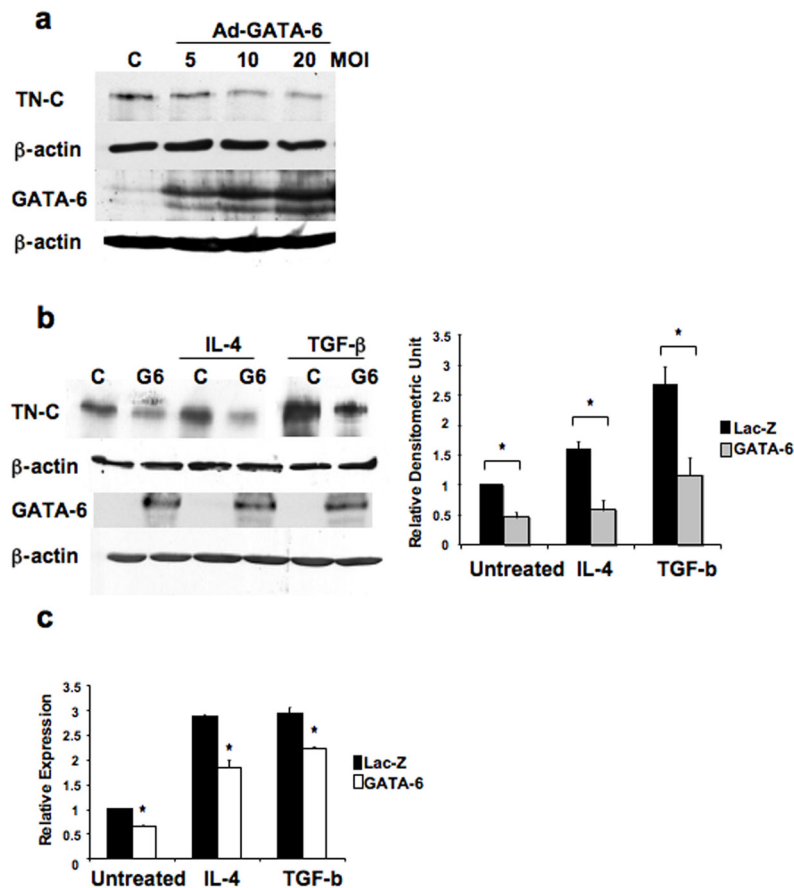 a
Ad-GATA-6
C 5 10 20 MOI
TN-C
β-actin
GATA-6
β-actin
b
IL-4 TGF-β
C G6 C G6 C G6
TN-C
β-actin
GATA-6
β-actin
Relative Densitometric Unit
3.5
3
2.5
2
1.5
1
0.5
0
* * *
Lac-Z
GATA-6
Untreated IL-4 TGF-b
c
Relative Expression
3.5
3
2.5
2
1.5
1
0.5
0
* * *
Lac-Z
GATA-6
Untreated IL-4 TGF-b